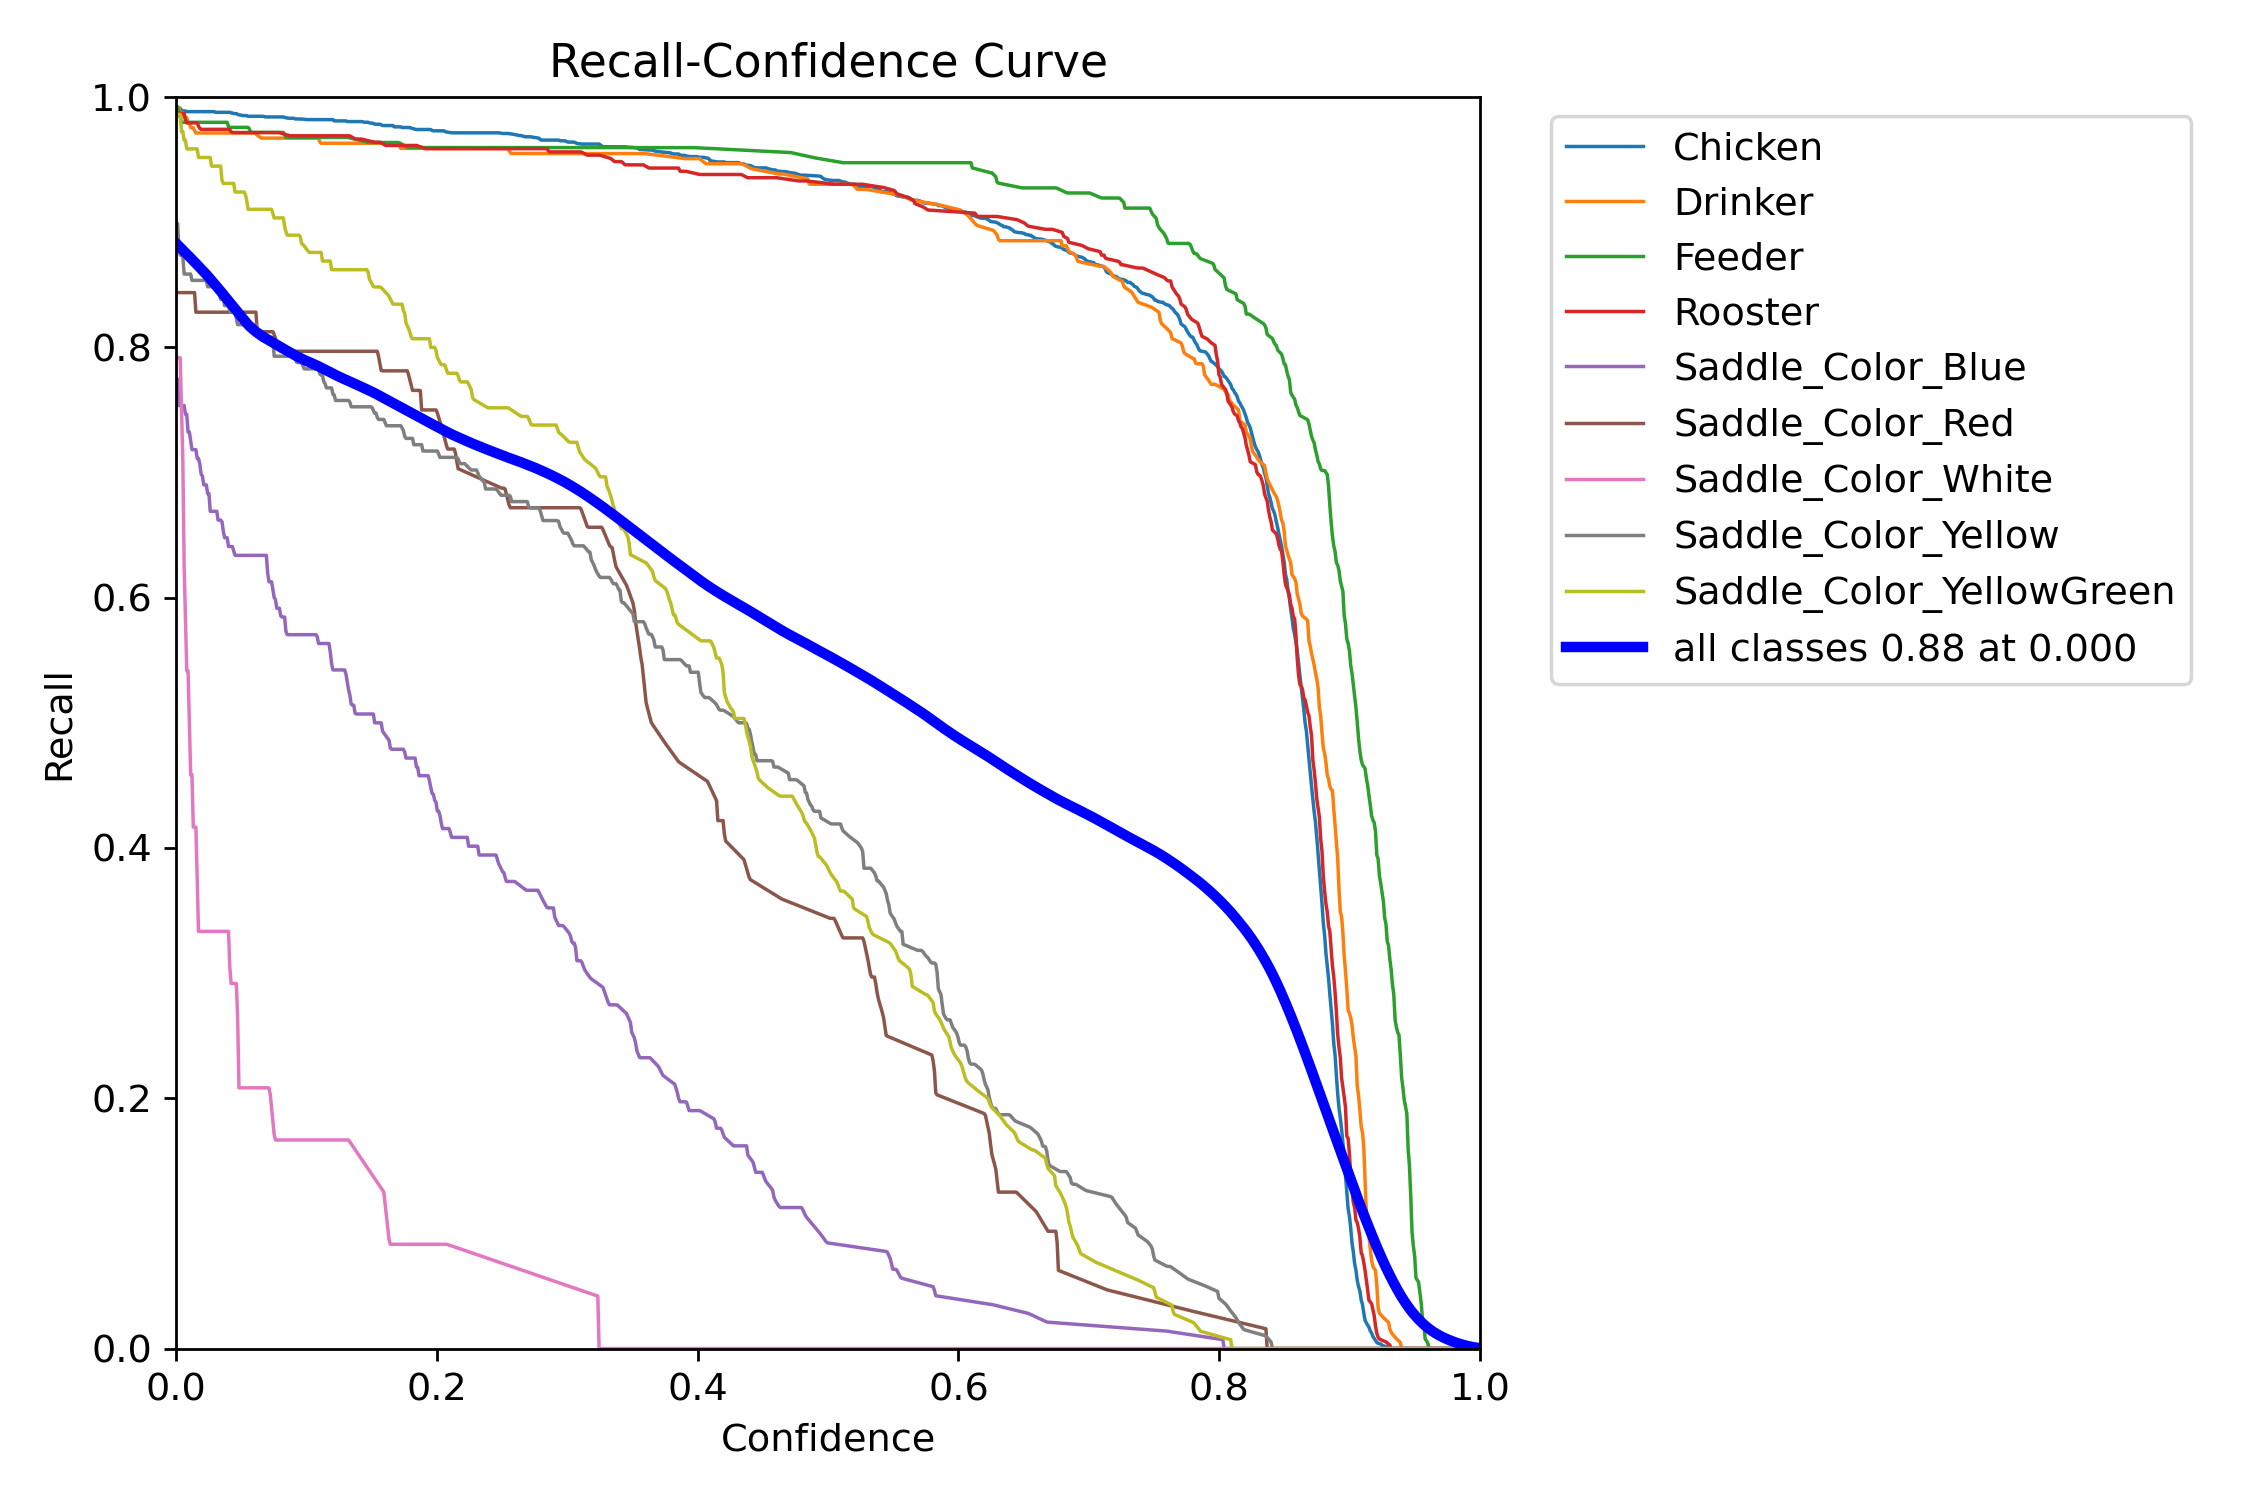 Recall-Confidence Curve
1.0
0.8
0.6
0.4
0.2
0.0
Recall
0.0 0.2 0.4 0.6 0.8 1.0
Confidence
Chicken
Drinker
Feeder
Rooster
Saddle_Color_Blue
Saddle_Color_Red
Saddle_Color_White
Saddle_Color_Yellow
Saddle_Color_YellowGreen
all classes 0.88 at 0.000